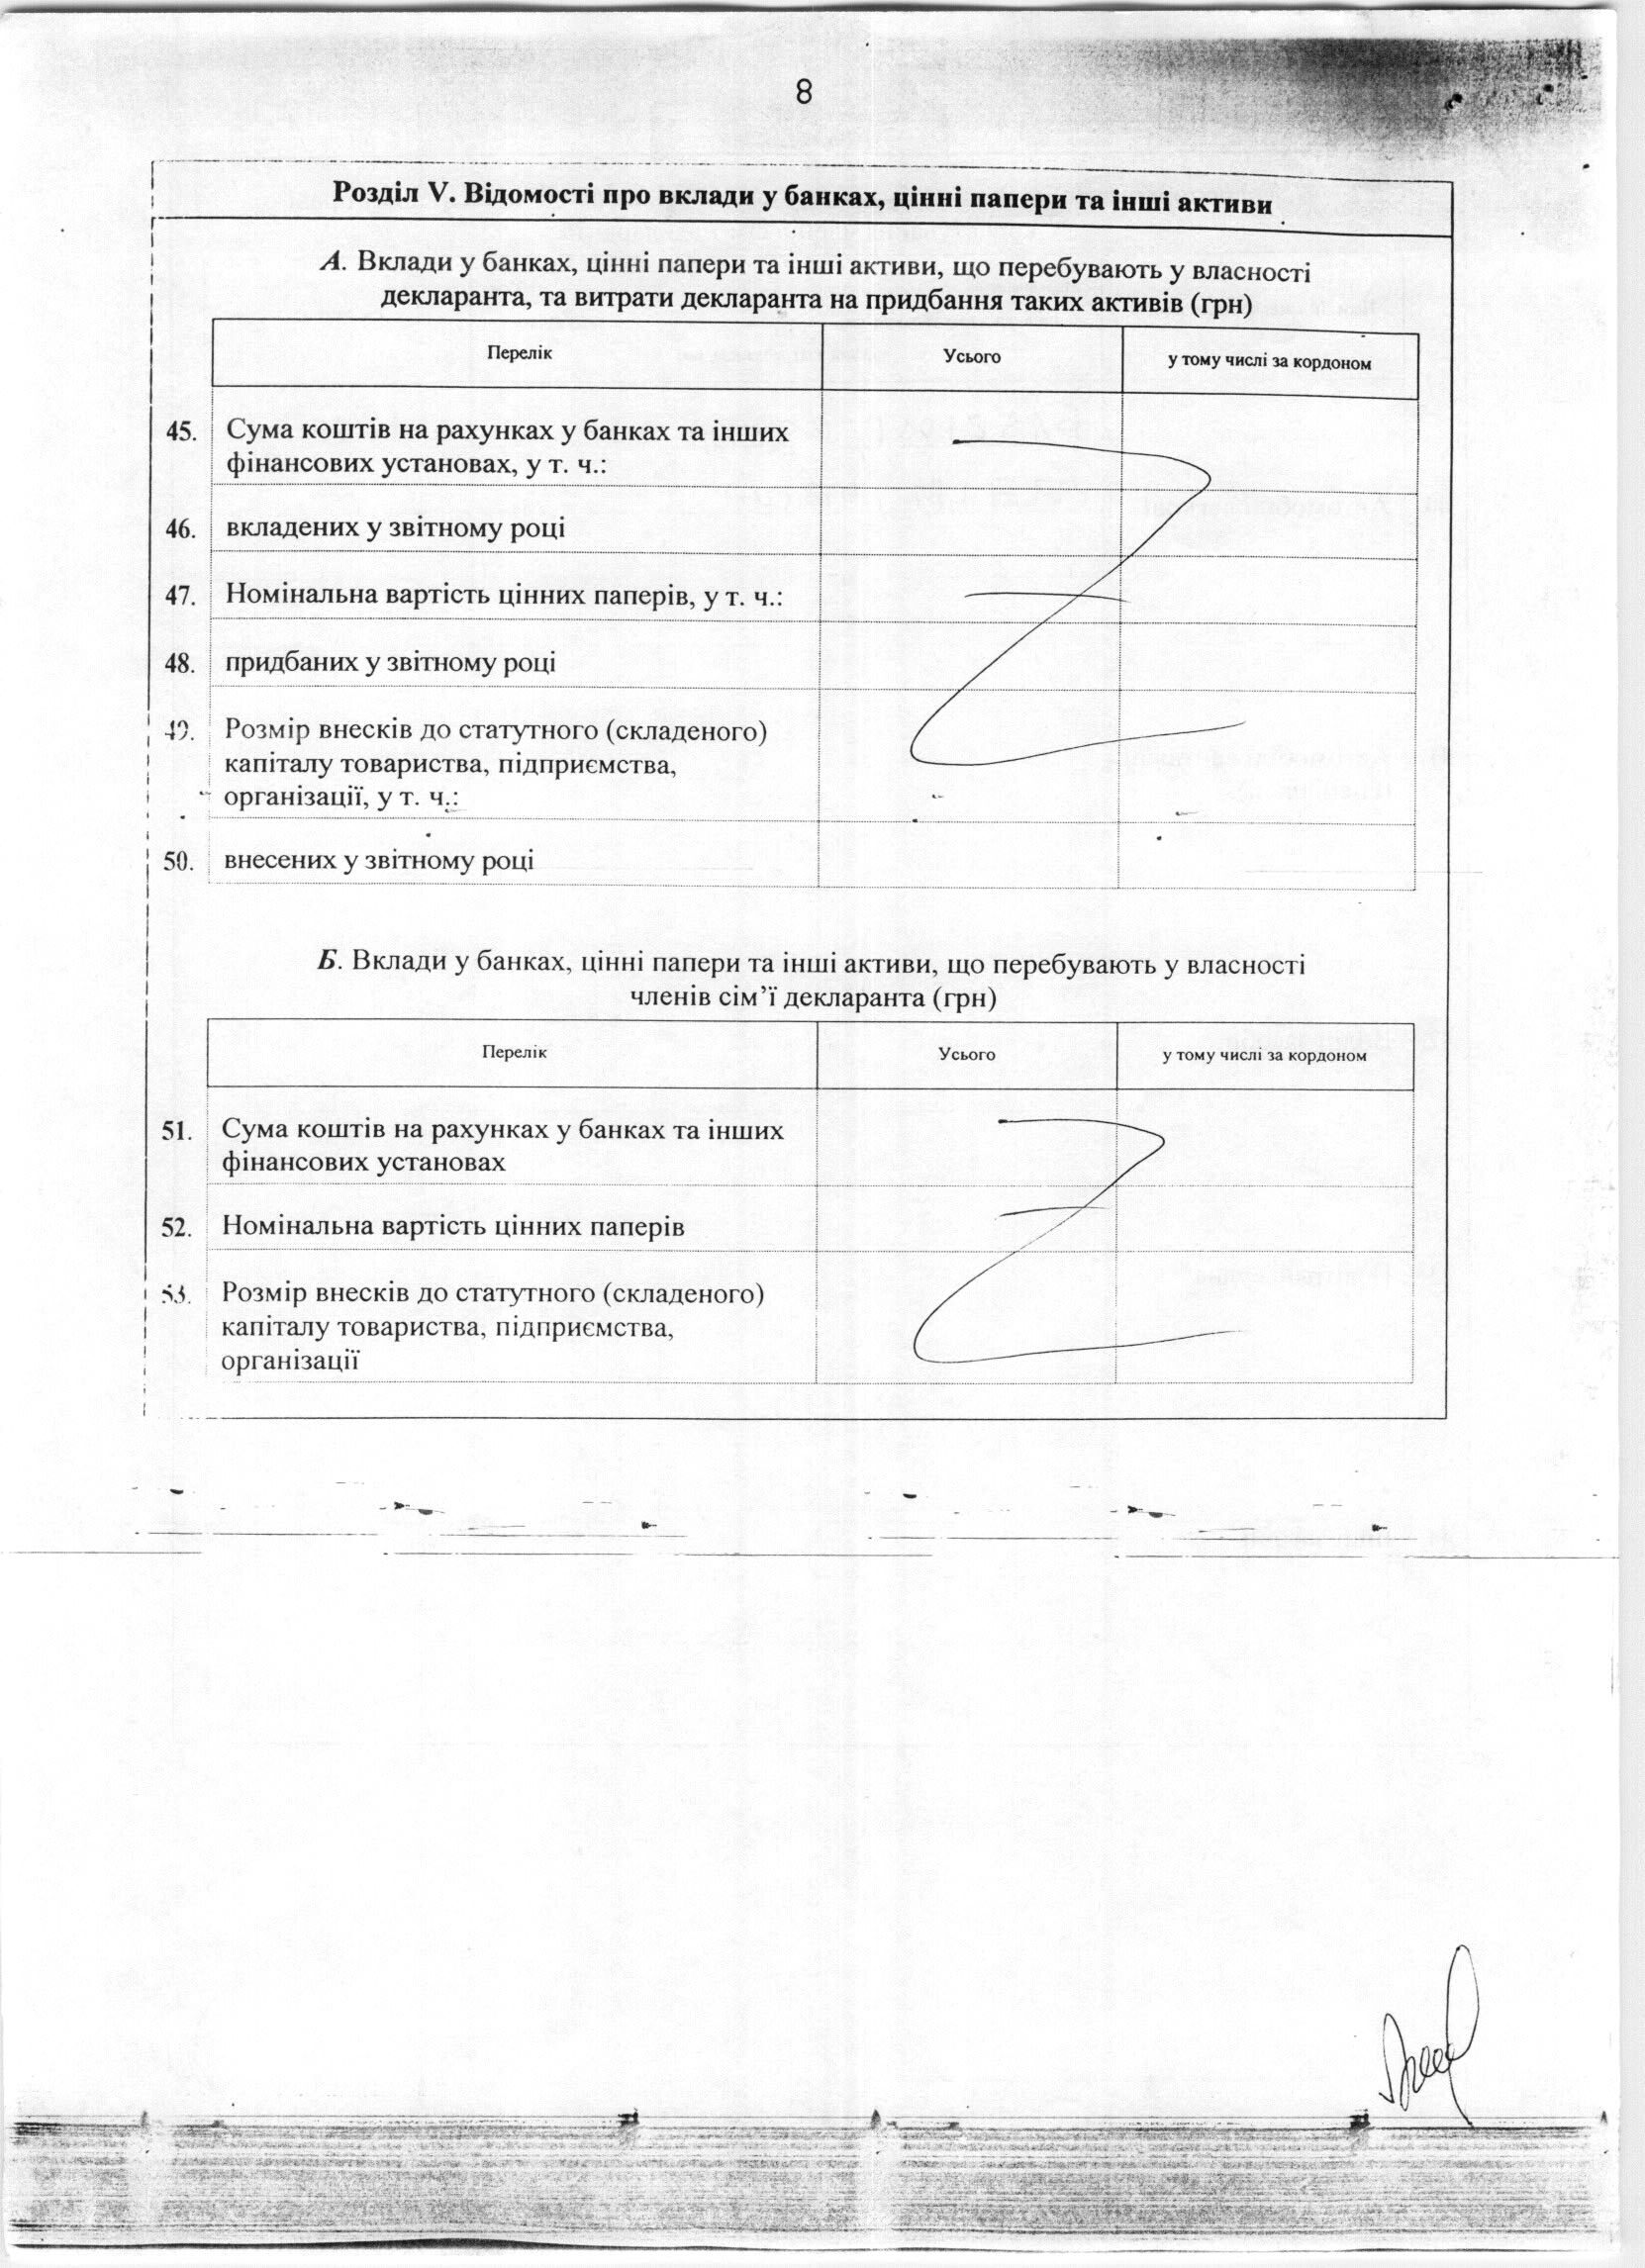 8
Розділ V. Відомості про вклади у банках, цінні папери та інші активи
А. Вклади у банках, цінні папери та інші активи, що перебувають у власності
декларанта, та витрати декларанта на придбання таких активів (грн)
Перелік Усього у тому числі за кордоном
45. Сума коштів на рахунках у банках та інших
фінансових установах, у т. ч.:
46. вкладених у звітному році
47. Номінальна вартість цінних паперів, у т. ч.:
48. придбаних у звітному році
49. Розмір внесків до статутного (складеного)
капіталу товариства, підприємства,
організації, у т. ч.:
50. внесених у звітному році
Б. Вклади у банках, цінні папери та інші активи, що перебувають у власності
членів сім’ї декларанта (грн)
Перелік Усього у тому числі за кордоном
51. Сума коштів на рахунках у банках та інших
фінансових установах
52. Номінальна вартість цінних паперів
53. Розмір внесків до статутного (складеного)
капіталу товариства, підприємства,
організації